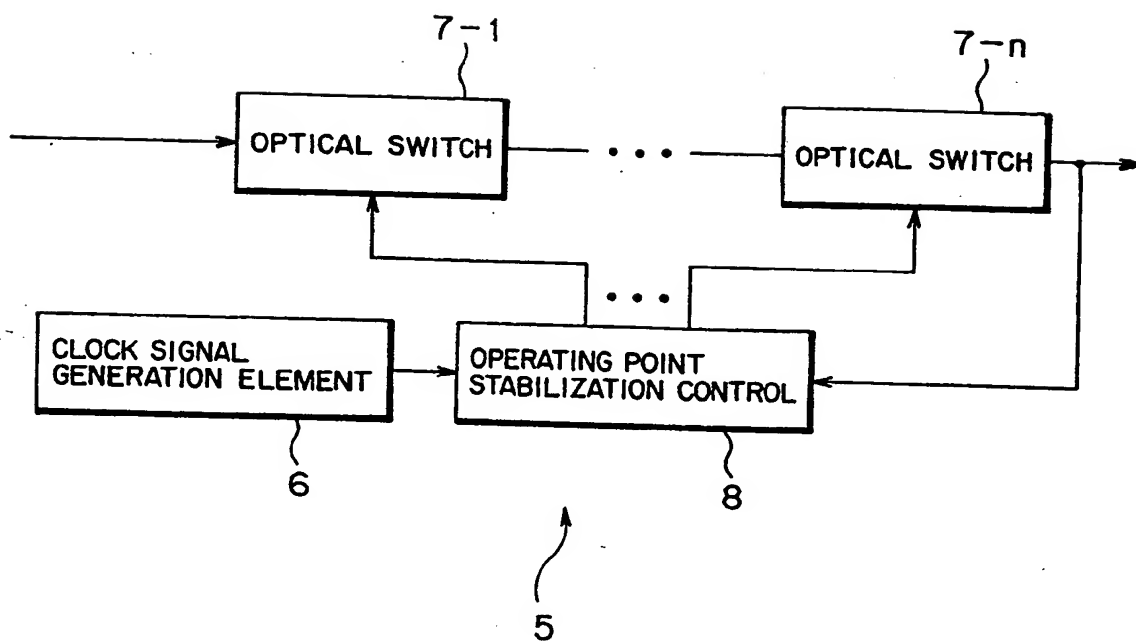 7-1
7-n
OPTICAL SWITCH
OPTICAL SWITCH
CLOCK SIGNAL
GENERATION ELEMENT
OPERATING POINT
STABILIZATION CONTROL
6
8
5